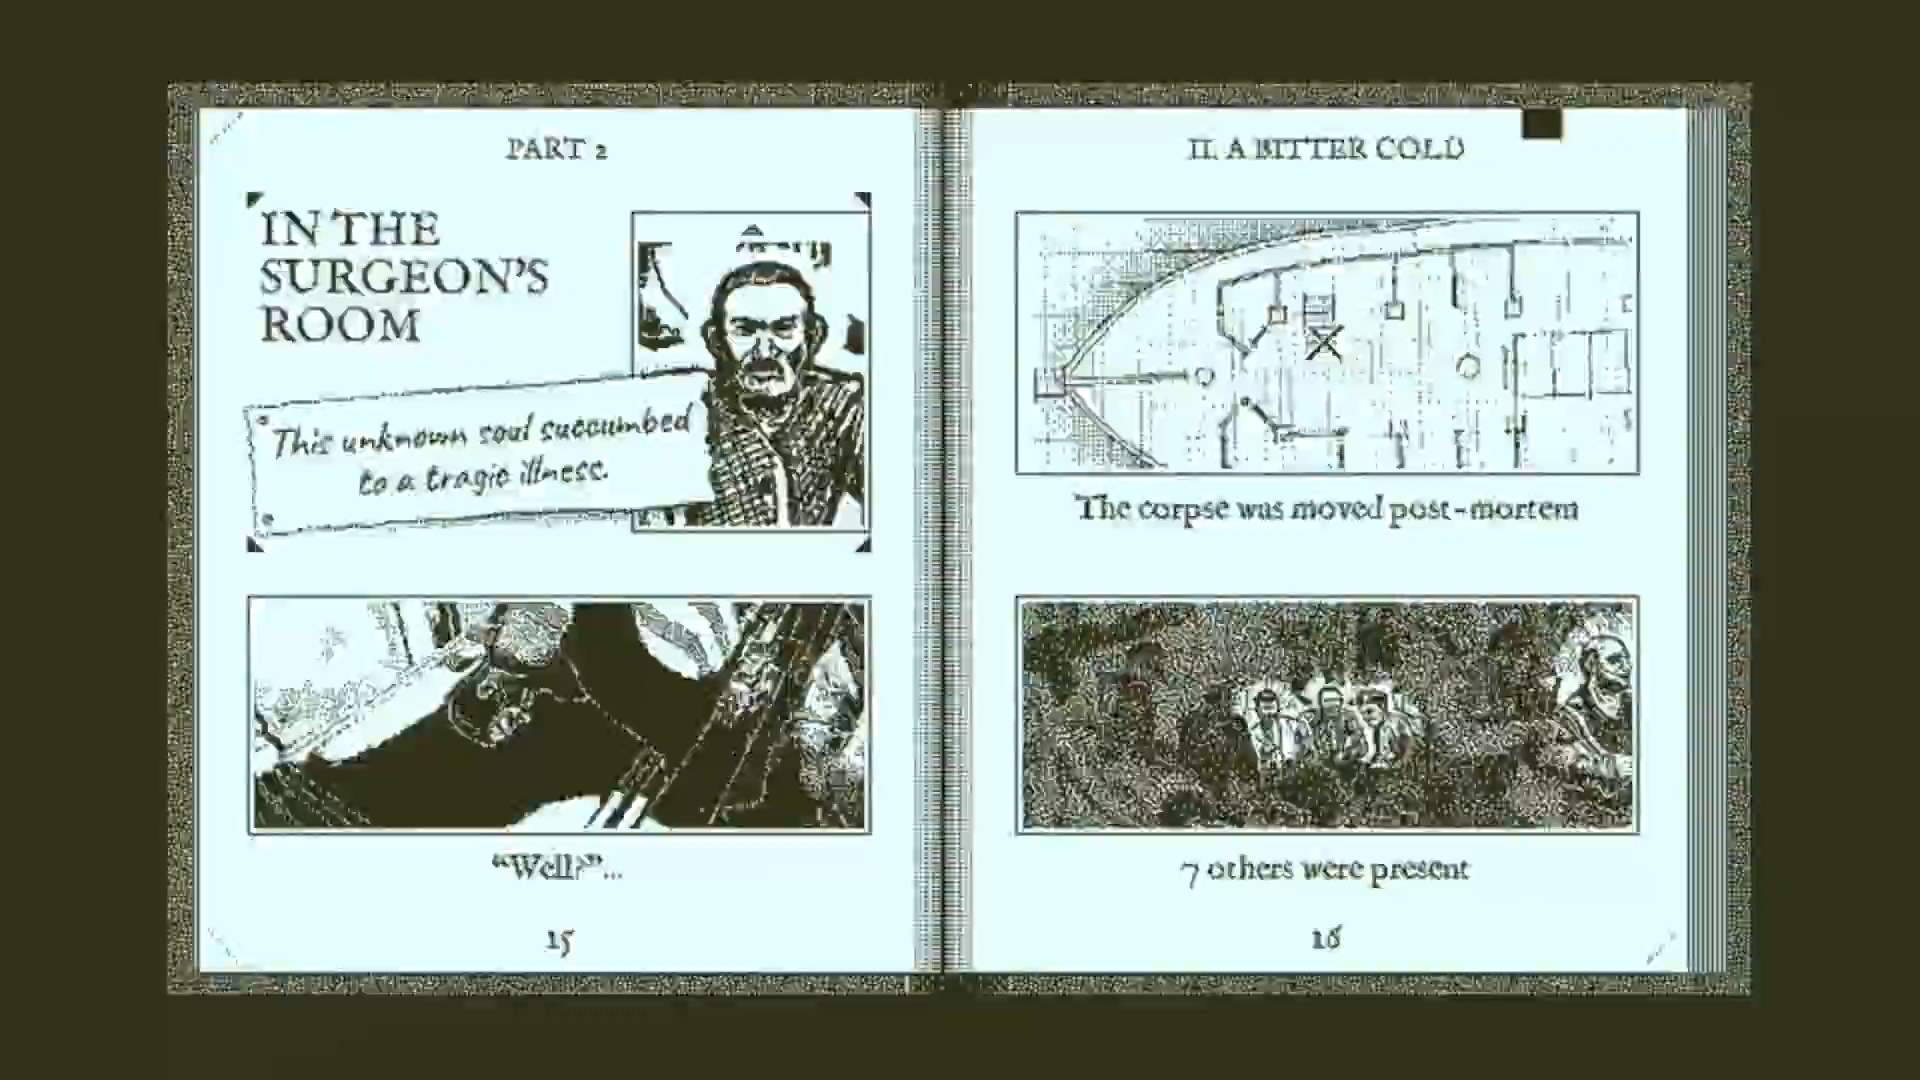 PART 2
IN THE
SURGEON'S
ROOM
This unknown soul succumbed
to a tragic illness.
"Well?"...
15
II. A BITTER COLD
The corpse was moved post-mortem
7 others were present
16